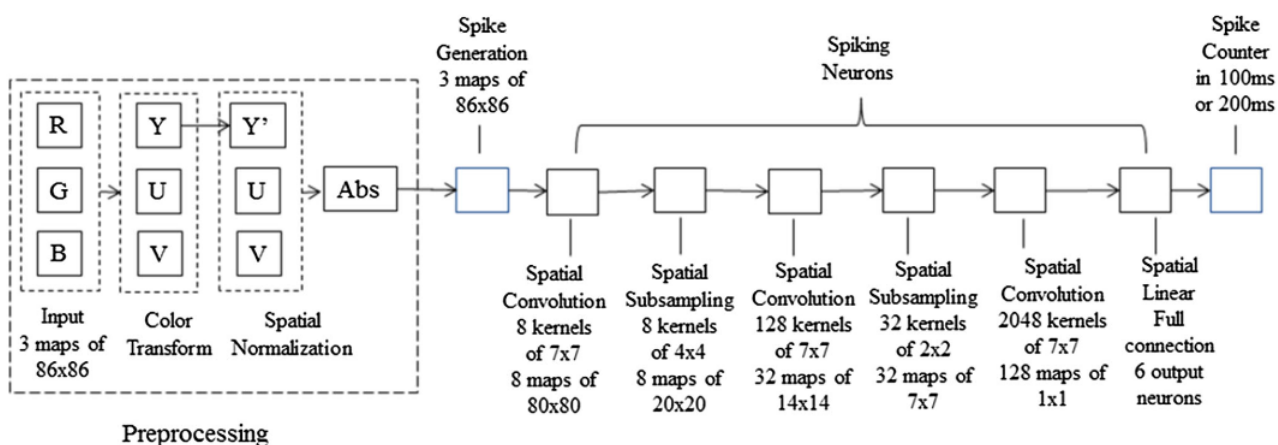 R
G
B
Input
3 maps of
86x86
Y
U
V
Color
Transform
Y’
U
V
Spatial
Normalization
Abs
Preprocessing
Spike
Generation
3 maps of
86x86
Spiking
Neurons
Spatial
Convolution
8 kernels
of 7x7
8 maps of
80x80
Spatial
Subsampling
8 kernels
of 4x4
8 maps of
20x20
Spatial
Convolution
128 kernels
of 7x7
32 maps of
14x14
Spatial
Subsampling
32 kernels
of 2x2
32 maps of
7x7
Spatial
Convolution
2048 kernels
of 7x7
128 maps of
1x1
Spatial
Linear
Full
connection
6 output
neurons
Spike
Counter
in 100ms
or 200ms